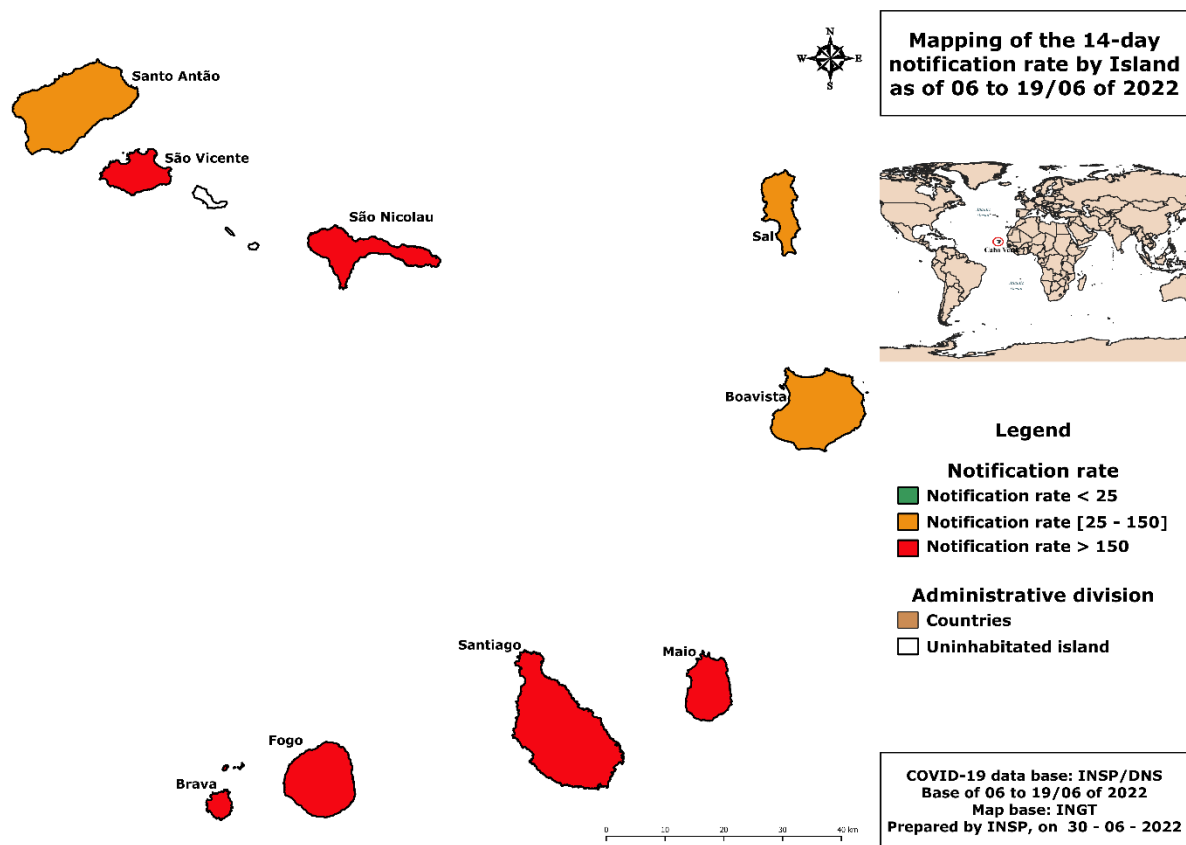 Mapping of the 14-day
notification rate by Island
as of 06 to 19/06 of 2022
N
W
E
S
Santo Antão
São Vicente
São Nicolau
Sal
Boavista
Legend
Notification rate
Notification rate < 25
Notification rate [25 - 150]
Notification rate > 150
Administrative division
Countries
Uninhabitated island
Santiago
Maio
Fogo
Brava
COVID-19 data base: INSP/DNS
Base of 06 to 19/06 of 2022
Map base: INGT
Prepared by INSP, on 30 - 06 - 2022
0 10 20 30 40 km